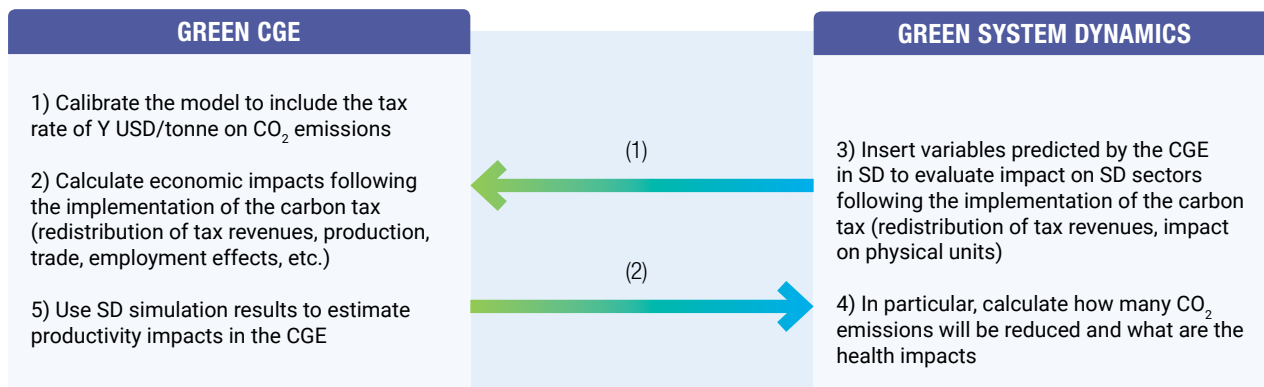 GREEN CGE
1) Calibrate the model to include the tax
rate of Y USD/tonne on CO₂ emissions
2) Calculate economic impacts following
the implementation of the carbon tax
(redistribution of tax revenues, production,
trade, employment effects, etc.)
5) Use SD simulation results to estimate
productivity impacts in the CGE
(1)
(2)
GREEN SYSTEM DYNAMICS
3) Insert variables predicted by the CGE
in SD to evaluate impact on SD sectors
following the implementation of the carbon
tax (redistribution of tax revenues, impact
on physical units)
4) In particular, calculate how many CO₂
emissions will be reduced and what are the
health impacts